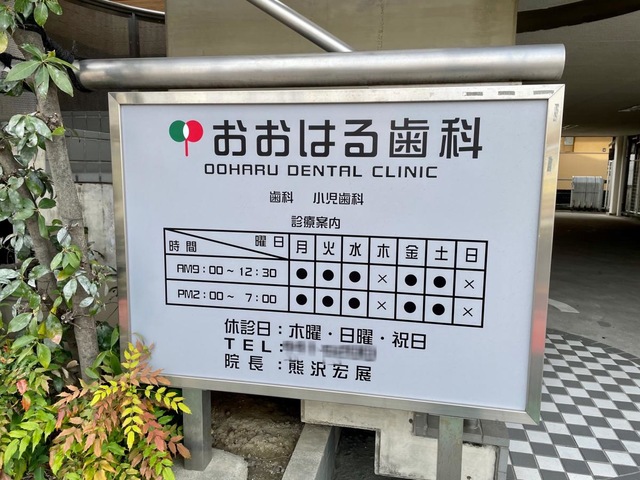 おおはる歯科
OOHARU DENTAL CLINIC
歯科 小児歯科
診療案内
時間 曜日 月 火 水 木 金 土 日
AM9:00～12:30 ● ● ● × ● ● ×
PM2:00～ 7:00 ● ● ● × ● ● ×
休診日:木曜・日曜・祝日
TEL:
院長:熊沢宏展